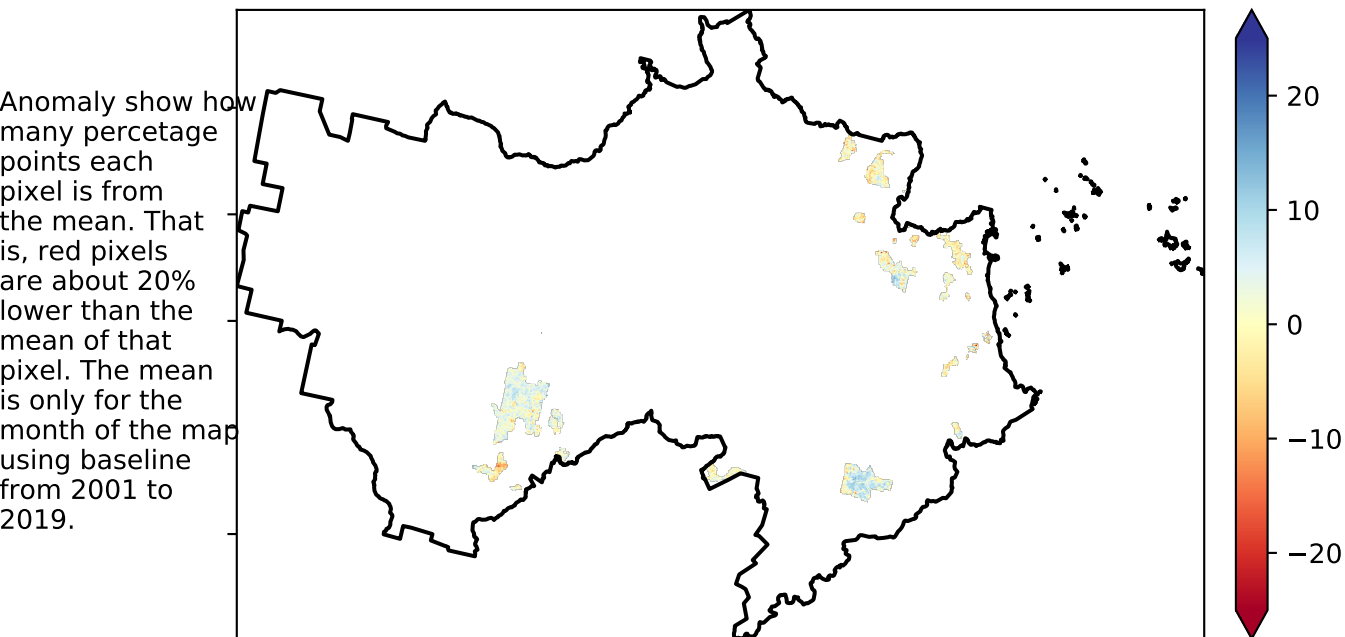 Anomaly show how
many percetage
points each
pixel is from
the mean. That
is, red pixels
are about 20%
lower than the
mean of that
pixel. The mean
is only for the
month of the map
using baseline
from 2001 to
2019.
20
10
0
−10
−20